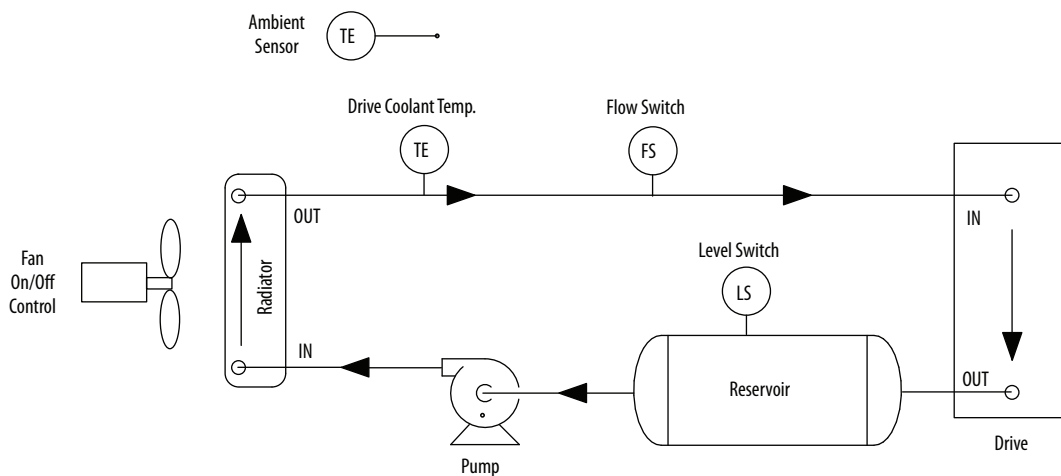 Ambient
Sensor
TE
Drive Coolant Temp.
TE
Flow Switch
FS
OUT
IN
Fan
On/Off
Control
Radiator
Level Switch
LS
IN
Reservoir
OUT
Pump
Drive